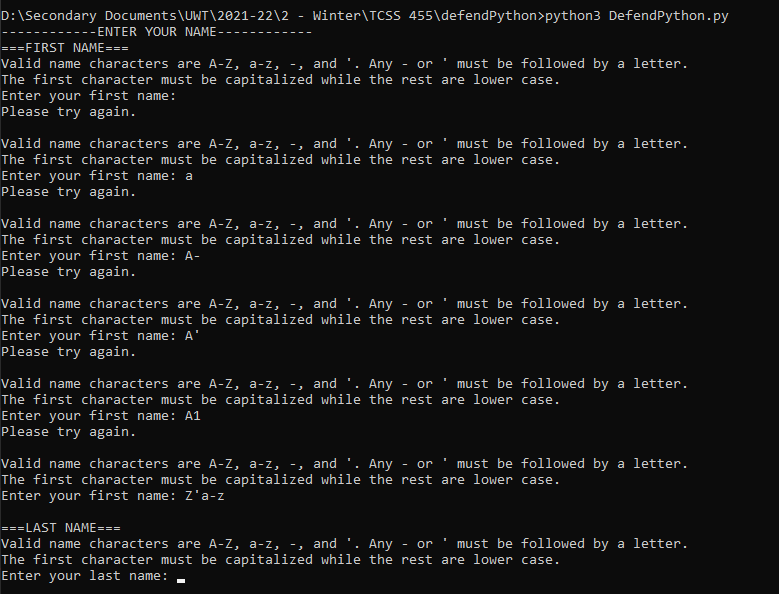 D:\Secondary Documents\UWT\2021-22\2 - Winter\TCSS 455\defendPython>python3 DefendPython.py
------------ENTER YOUR NAME------------
===FIRST NAME===
Valid name characters are A-Z, a-z, -, and '. Any - or ' must be followed by a letter.
The first character must be capitalized while the rest are lower case.
Enter your first name:
Please try again.

Valid name characters are A-Z, a-z, -, and '. Any - or ' must be followed by a letter.
The first character must be capitalized while the rest are lower case.
Enter your first name: a
Please try again.

Valid name characters are A-Z, a-z, -, and '. Any - or ' must be followed by a letter.
The first character must be capitalized while the rest are lower case.
Enter your first name: A-
Please try again.

Valid name characters are A-Z, a-z, -, and '. Any - or ' must be followed by a letter.
The first character must be capitalized while the rest are lower case.
Enter your first name: A'
Please try again.

Valid name characters are A-Z, a-z, -, and '. Any - or ' must be followed by a letter.
The first character must be capitalized while the rest are lower case.
Enter your first name: A1
Please try again.

Valid name characters are A-Z, a-z, -, and '. Any - or ' must be followed by a letter.
The first character must be capitalized while the rest are lower case.
Enter your first name: Z'a-z

===LAST NAME===
Valid name characters are A-Z, a-z, -, and '. Any - or ' must be followed by a letter.
The first character must be capitalized while the rest are lower case.
Enter your last name: